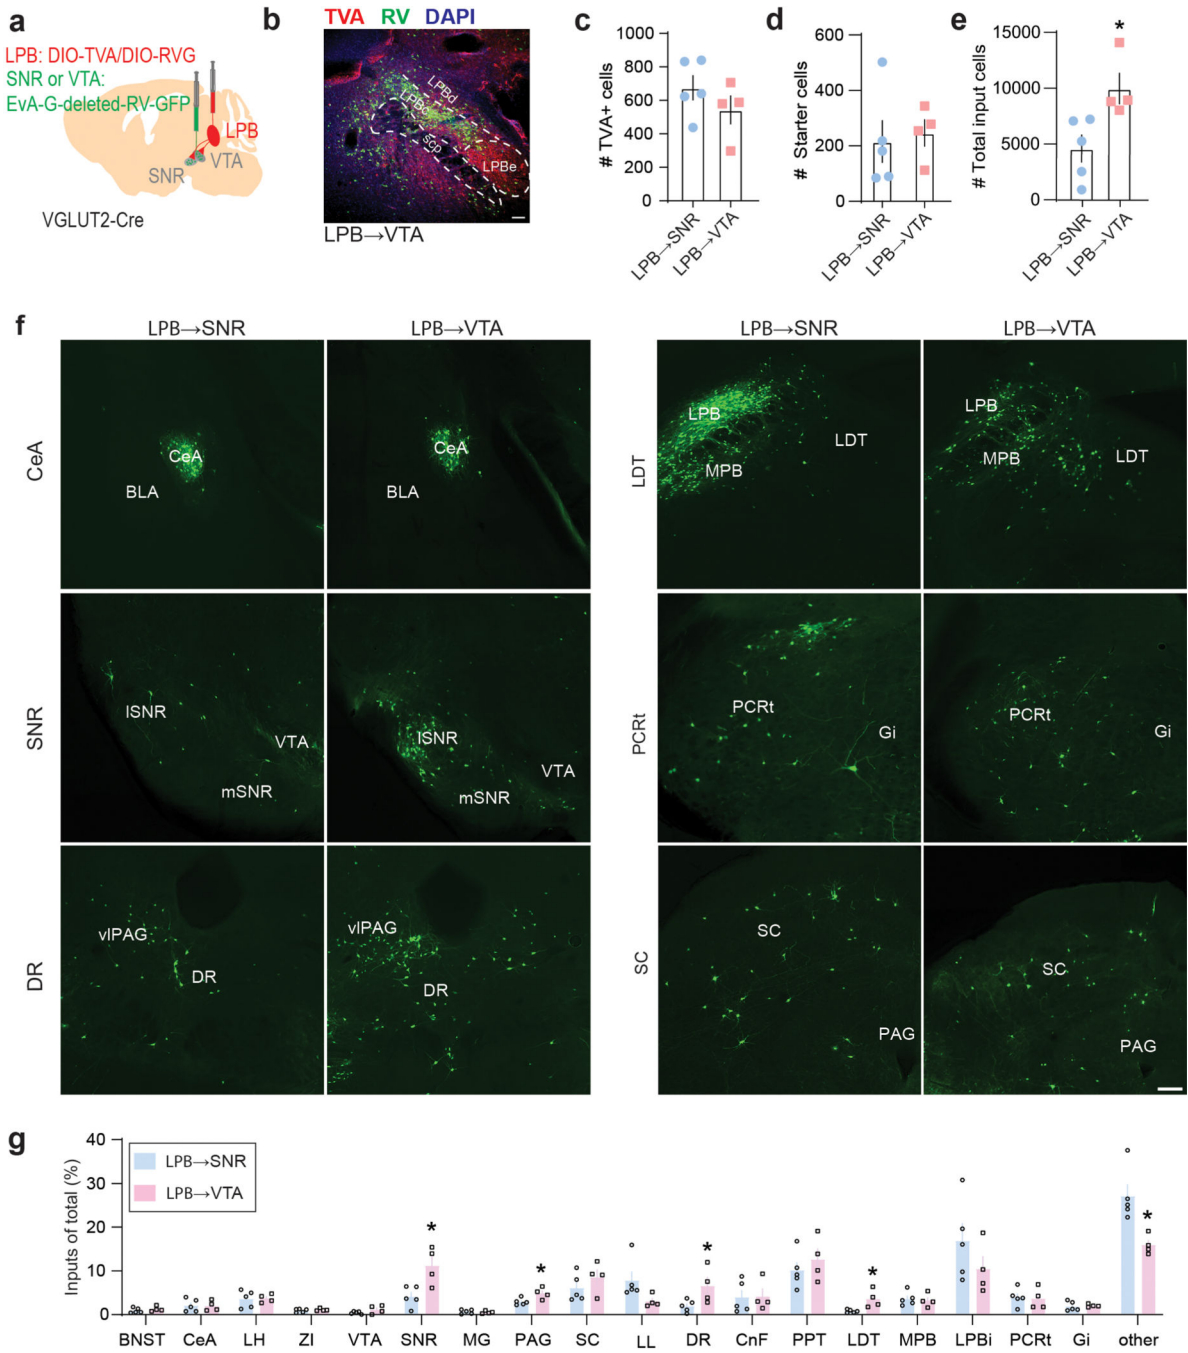 a
LPB: DIO-TVA/DIO-RVG
SNR or VTA:
EvA-G-deleted-RV-GFP
LPB
VTA
SNR
VGLUT2-Cre
b
TVA RV DAPI
LPBd
LPBc
scp
LPBe
LPB→VTA
c
# TVA+ cells
1000
800
600
400
200
0
LPB→SNR
LPB→VTA
d
# Starter cells
600
400
200
0
LPB→SNR
LPB→VTA
e
# Total input cells
15000
10000
5000
0
*
LPB→SNR
LPB→VTA
f
LPB→SNR LPB→VTA
CeA
CeA
BLA
CeA
BLA
SNR
lSNR
VTA
mSNR
lSNR
VTA
mSNR
DR
vlPAG
DR
vlPAG
DR
LPB→SNR LPB→VTA
LDT
LPB
LDT
MPB
LPB
MPB
LDT
PCRt
PCRt
Gi
PCRt
Gi
SC
SC
PAG
SC
PAG
g
Inputs of total (%)
40
30
20
10
0
LPB→SNR
LPB→VTA
* * * * *
BNST CeA LH ZI VTA SNR MG PAG SC LL DR CnF PPT LDT MPB LPBi PCRt Gi other